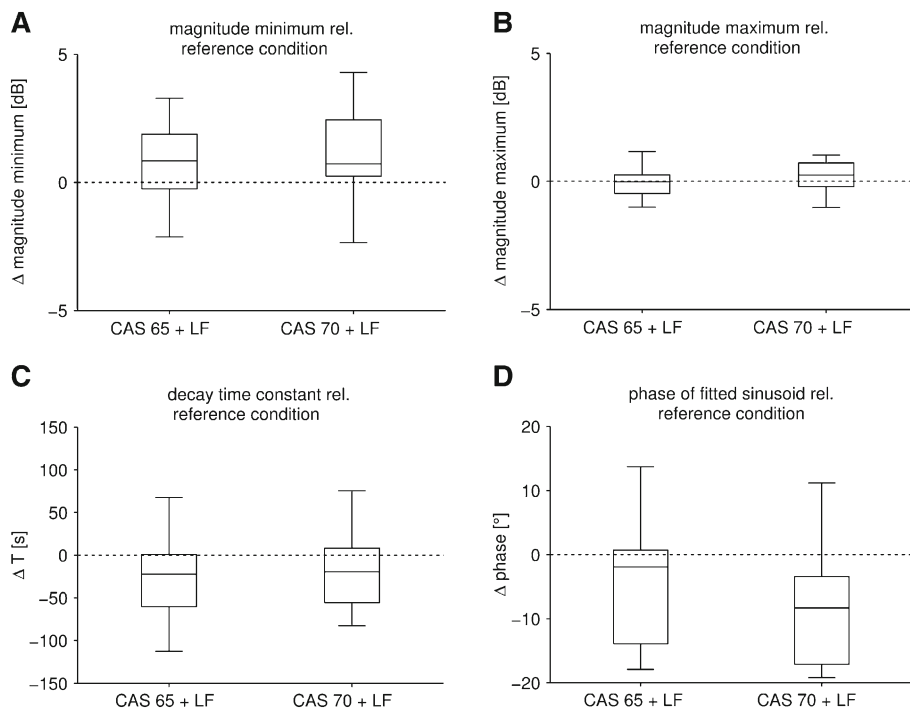 A
magnitude minimum rel.
reference condition
Δ magnitude minimum [dB]
5
0
−5
CAS 65 + LF
CAS 70 + LF
B
magnitude maximum rel.
reference condition
Δ magnitude maximum [dB]
5
0
−5
CAS 65 + LF
CAS 70 + LF
C
decay time constant rel.
reference condition
Δ T [s]
150
100
50
0
−50
−100
−150
CAS 65 + LF
CAS 70 + LF
D
phase of fitted sinusoid rel.
reference condition
Δ phase [°]
20
10
0
−10
−20
CAS 65 + LF
CAS 70 + LF